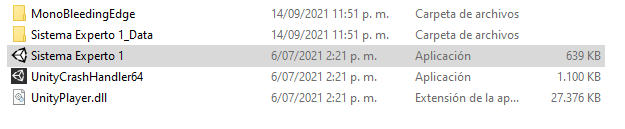 MonoBleedingEdge 14/09/2021 11:51 p. m. Carpeta de archivos
Sistema Experto 1_Data 14/09/2021 11:51 p. m. Carpeta de archivos
Sistema Experto 1 6/07/2021 2:21 p. m. Aplicación 639 KB
UnityCrashHandler64 6/07/2021 2:21 p. m. Aplicación 1.100 KB
UnityPlayer.dll 6/07/2021 2:21 p. m. Extensión de la ap... 27.376 KB